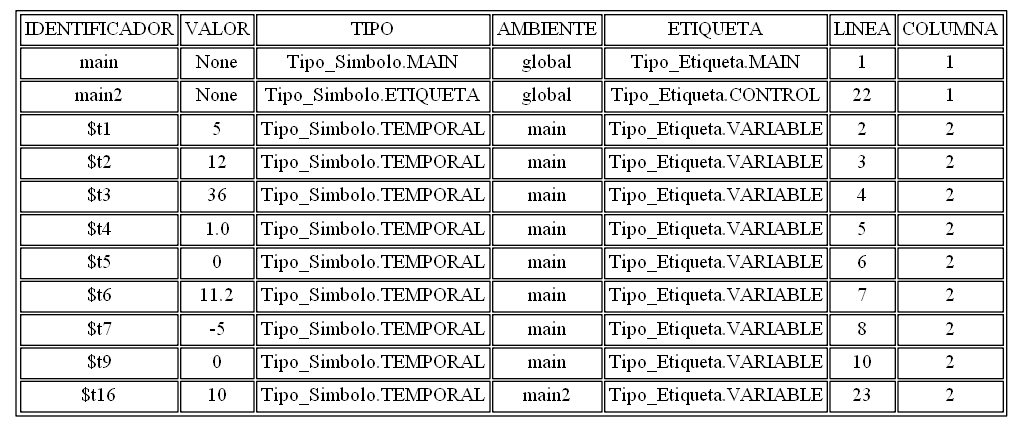 IDENTIFICADOR VALOR TIPO AMBIENTE ETIQUETA LINEA COLUMNA
main None Tipo_Simbolo.MAIN global Tipo_Etiqueta.MAIN 1 1
main2 None Tipo_Simbolo.ETIQUETA global Tipo_Etiqueta.CONTROL 22 1
$t1 5 Tipo_Simbolo.TEMPORAL main Tipo_Etiqueta.VARIABLE 2 2
$t2 12 Tipo_Simbolo.TEMPORAL main Tipo_Etiqueta.VARIABLE 3 2
$t3 36 Tipo_Simbolo.TEMPORAL main Tipo_Etiqueta.VARIABLE 4 2
$t4 1.0 Tipo_Simbolo.TEMPORAL main Tipo_Etiqueta.VARIABLE 5 2
$t5 0 Tipo_Simbolo.TEMPORAL main Tipo_Etiqueta.VARIABLE 6 2
$t6 11.2 Tipo_Simbolo.TEMPORAL main Tipo_Etiqueta.VARIABLE 7 2
$t7 -5 Tipo_Simbolo.TEMPORAL main Tipo_Etiqueta.VARIABLE 8 2
$t9 0 Tipo_Simbolo.TEMPORAL main Tipo_Etiqueta.VARIABLE 10 2
$t16 10 Tipo_Simbolo.TEMPORAL main2 Tipo_Etiqueta.VARIABLE 23 2